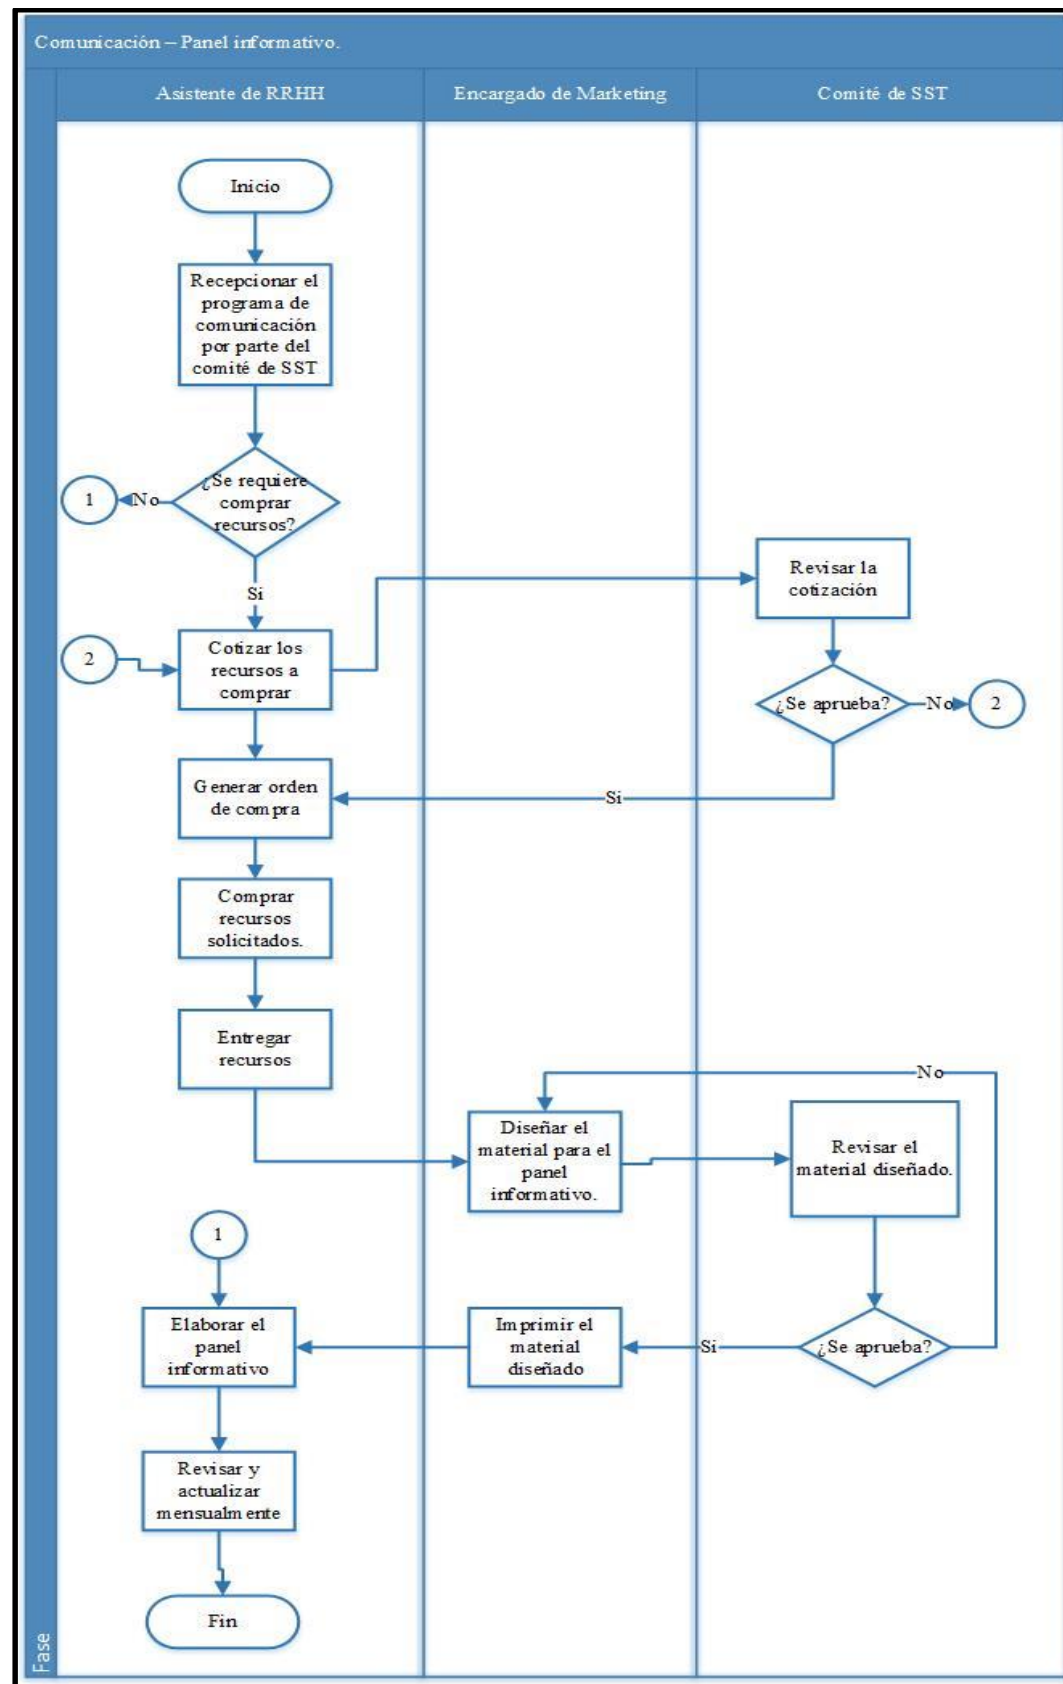 Comunicación – Panel informativo.
Asistente de RRHH
Encargado de Marketing
Comité de SST
Inicio
Recepcionar el
programa de
comunicación
por parte del
comité de SST
¿Se requiere
comprar
recursos?
No
1
Si
Revisar la
cotización
2
Cotizar los
recursos a
comprar
¿Se aprueba?
No
2
Generar orden
de compra
Si
Comprar
recursos
solicitados.
Entregar
recursos
No
Diseñar el
material para el
panel
informativo.
Revisar el
material diseñado.
1
Elaborar el
panel
informativo
Imprimir el
material
diseñado
Si
¿Se aprueba?
Revisar y
actualizar
mensualmente
Fin
Fase